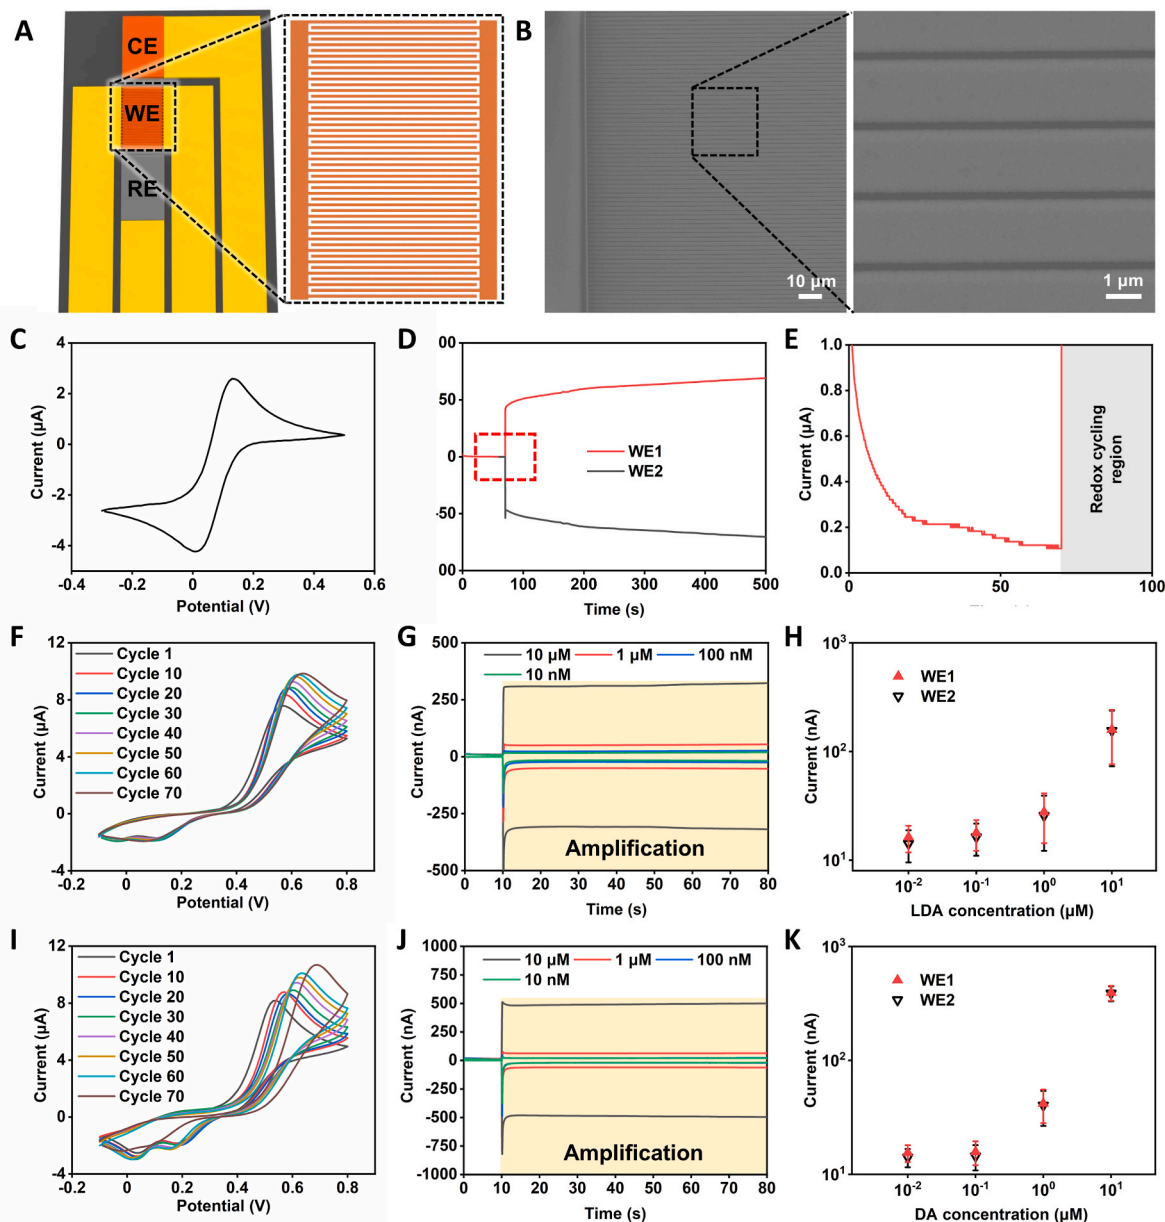 A
CE
WE
RE
B
10 μm
1 μm
C
4
2
0
-2
-4
-0.4
-0.2
0
0.2
0.4
0.6
Current (μA)
Potential (V)
D
00
50
0
-50
00
0
100
200
300
400
500
WE1
WE2
Current (μA)
Time (s)
E
1.0
0.8
0.6
0.4
0.2
0.0
0
50
100
Current (μA)
Redox cycling
region
F
12
8
4
0
-4
-0.2
0
0.2
0.4
0.6
0.8
Cycle 1
Cycle 10
Cycle 20
Cycle 30
Cycle 40
Cycle 50
Cycle 60
Cycle 70
Current (μA)
Potential (V)
G
500
250
0
-250
-500
0
10
20
30
40
50
60
70
80
10 μM
1 μM
100 nM
10 nM
Amplification
Current (nA)
Time (s)
H
10³
10²
10¹
10⁻²
10⁻¹
10⁰
10¹
WE1
WE2
Current (nA)
LDA concentration (μM)
I
12
8
4
0
-4
-0.2
0
0.2
0.4
0.6
0.8
Cycle 1
Cycle 10
Cycle 20
Cycle 30
Cycle 40
Cycle 50
Cycle 60
Cycle 70
Current (μA)
Potential (V)
J
1000
750
500
250
0
-250
-500
-750
-1000
0
10
20
30
40
50
60
70
80
10 μM
1 μM
100 nM
10 nM
Amplification
Current (nA)
Time (s)
K
10³
10²
10¹
10⁻²
10⁻¹
10⁰
10¹
WE1
WE2
Current (nA)
DA concentration (μM)